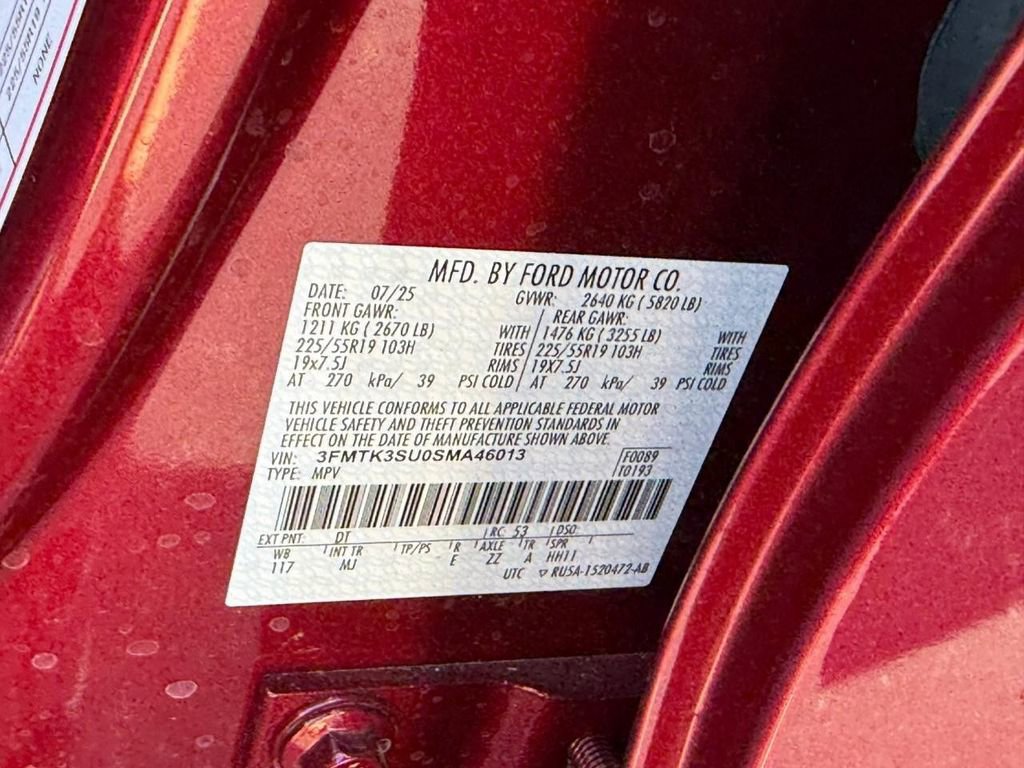 225/55R19
NONE
MFD. BY FORD MOTOR CO.
DATE: 07/25 GVWR: 2640 KG ( 5820 LB)
FRONT GAWR: REAR GAWR:
1211 KG ( 2670 LB) WITH 1476 KG ( 3255 LB) WITH
225/55R19 103H TIRES 225/55R19 103H TIRES
19x7.5J RIMS 19X7.5J RIMS
AT 270 kPa/ 39 PSI COLD AT 270 kPa/ 39 PSI COLD
THIS VEHICLE CONFORMS TO ALL APPLICABLE FEDERAL MOTOR
VEHICLE SAFETY AND THEFT PREVENTION STANDARDS IN
EFFECT ON THE DATE OF MANUFACTURE SHOWN ABOVE.
VIN: 3FMTK3SU0SMA46013 F0089
TYPE: MPV T0193
EXT PNT: DT RC: 53 DSO:
WB INT TR TP/PS R AXLE TR SPR
117 MJ E ZZ A HH11
UTC ▽ RU5A-1520472-AB